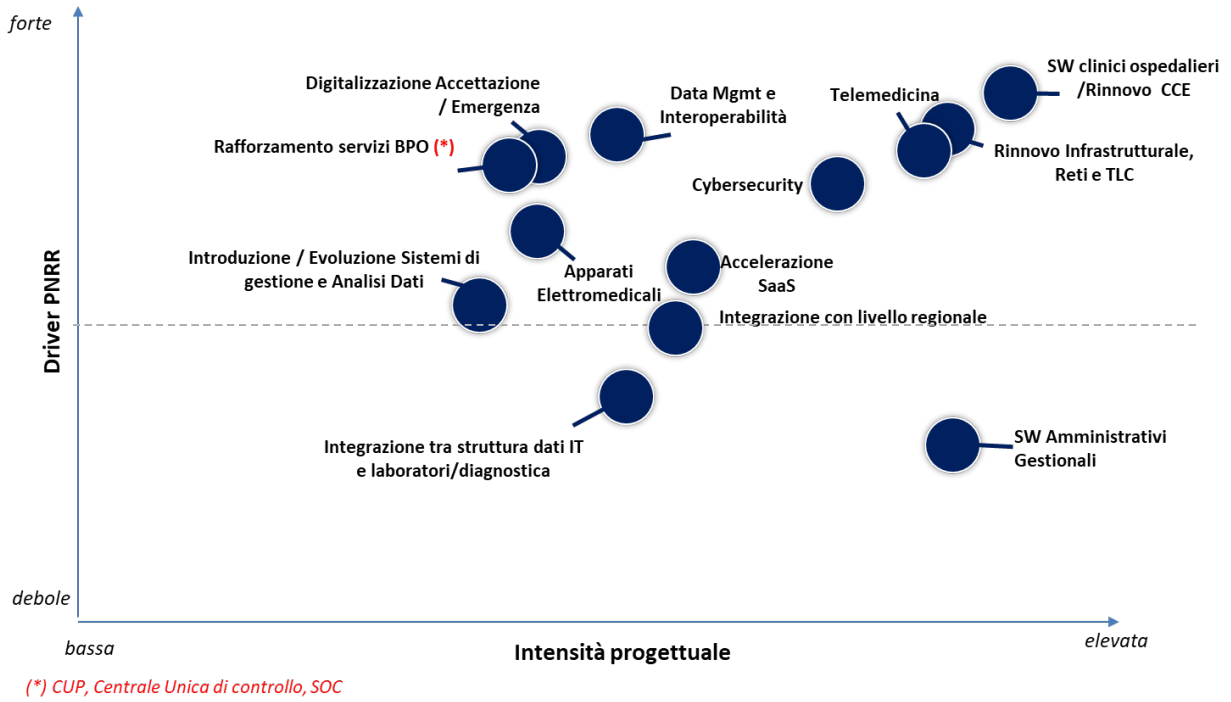 forte
SW clinici ospedalieri
/Rinnovo CCE
Digitalizzazione Accettazione
/ Emergenza
Data Mgmt e
Interoperabilità
Telemedicina
Rafforzamento servizi BPO (*)
Rinnovo Infrastrutturale,
Reti e TLC
Cybersecurity
Introduzione / Evoluzione Sistemi di
gestione e Analisi Dati
Apparati
Elettromedicali
Accelerazione
SaaS
Integrazione con livello regionale
Driver PNRR
Integrazione tra struttura dati IT
e laboratori/diagnostica
SW Amministrativi
Gestionali
debole
bassa
Intensità progettuale
elevata
(*) CUP, Centrale Unica di controllo, SOC